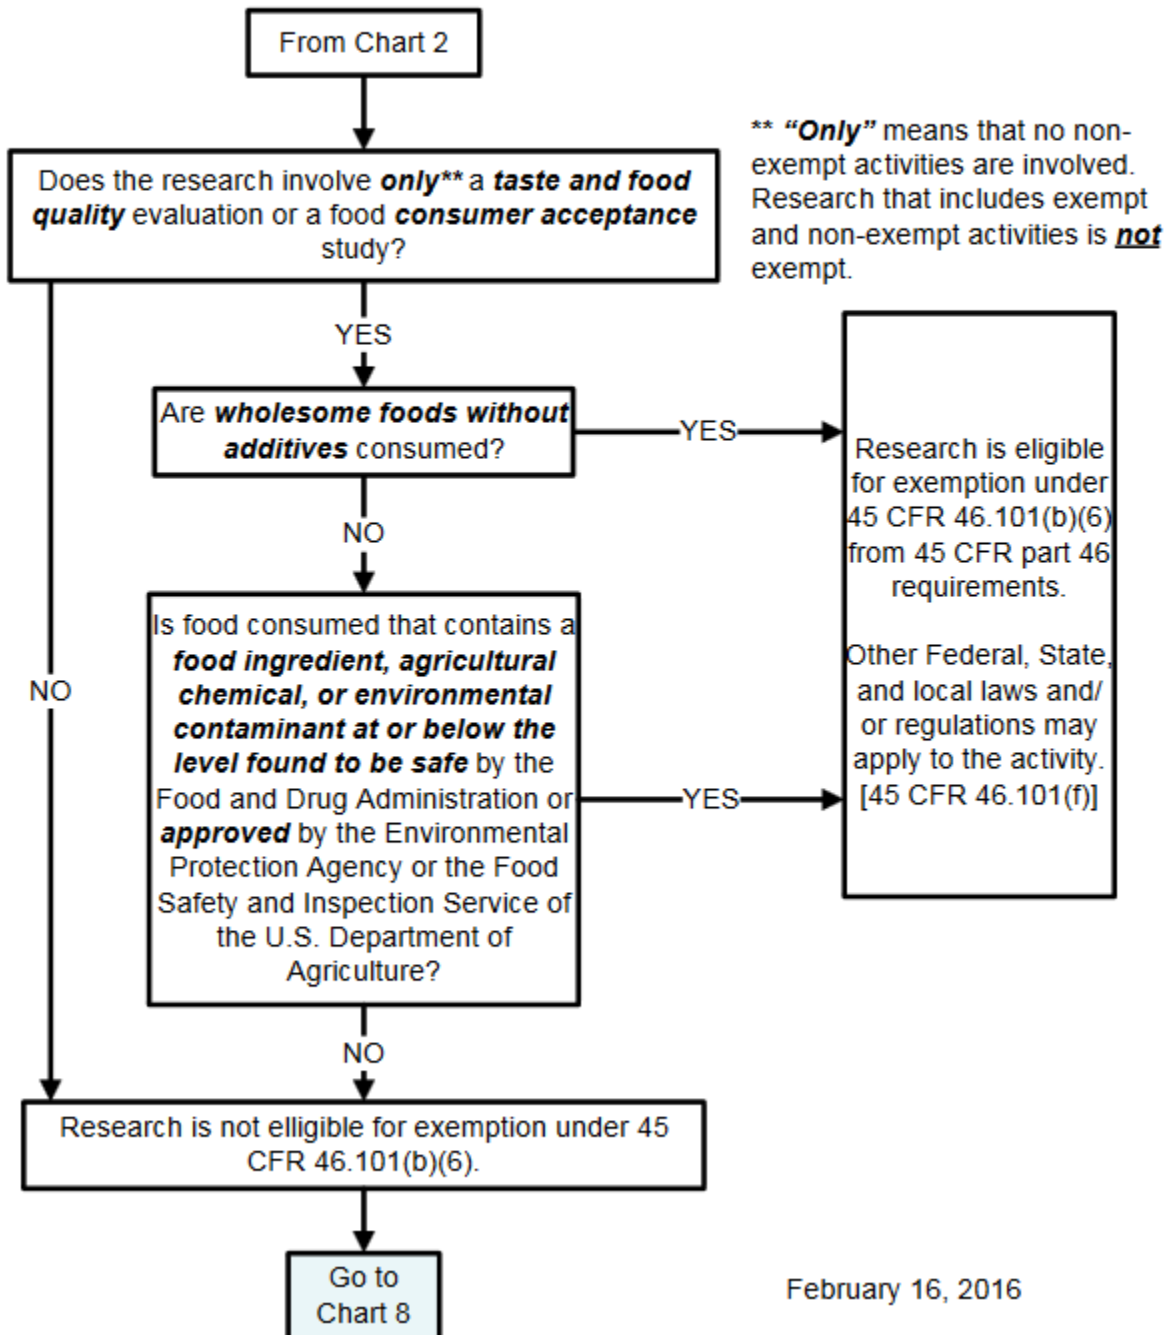 From Chart 2
** “Only” means that no non-
exempt activities are involved.
Research that includes exempt
and non-exempt activities is not
exempt.
Does the research involve only** a taste and food
quality evaluation or a food consumer acceptance
study?
YES
Are wholesome foods without
additives consumed?
YES
NO
Research is eligible
for exemption under
45 CFR 46.101(b)(6)
from 45 CFR part 46
requirements.
Other Federal, State,
and local laws and/
or regulations may
apply to the activity.
[45 CFR 46.101(f)]
Is food consumed that contains a
food ingredient, agricultural
chemical, or environmental
contaminant at or below the
level found to be safe by the
Food and Drug Administration or
approved by the Environmental
Protection Agency or the Food
Safety and Inspection Service of
the U.S. Department of
Agriculture?
NO
YES
NO
Research is not elligible for exemption under 45
CFR 46.101(b)(6).
Go to
Chart 8
February 16, 2016